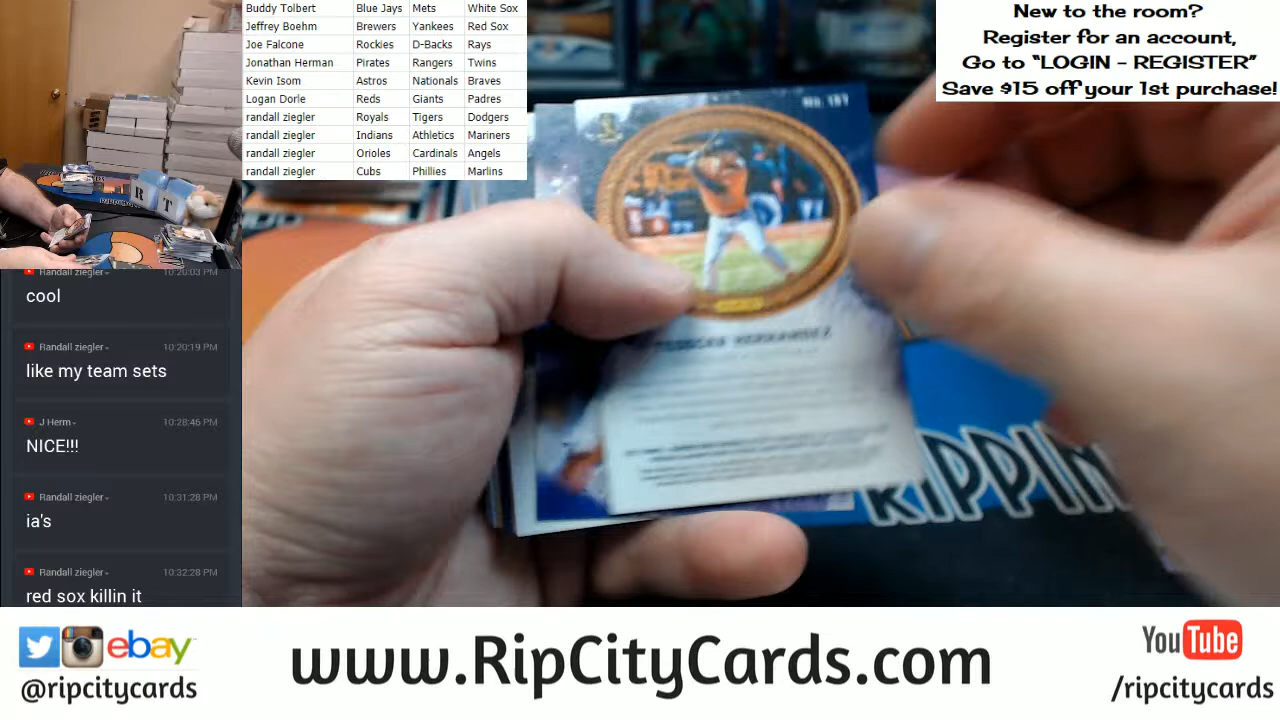 Buddy Tolbert Blue Jays Mets White Sox
Jeffrey Boehm Brewers Yankees Red Sox
Joe Falcone Rockies D-Backs Rays
Jonathan Herman Pirates Rangers Twins
Kevin Isom Astros Nationals Braves
Logan Dorle Reds Giants Padres
randall ziegler Royals Tigers Dodgers
randall ziegler Indians Athletics Mariners
randall ziegler Orioles Cardinals Angels
randall ziegler Cubs Phillies Marlins
New to the room?
Register for an account,
Go to "LOGIN - REGISTER"
Save $15 off your 1st purchase!
Randall ziegler 10:20:03 PM
cool
Randall ziegler 10:20:19 PM
like my team sets
J Herm 10:28:46 PM
NICE!!!
Randall ziegler 10:31:28 PM
ia's
Randall ziegler 10:32:28 PM
red sox killin it
R T
HERNANDEZ
RIPPIN
ebay
@ripcitycards
www.RipCityCards.com
YouTube
/ripcitycards